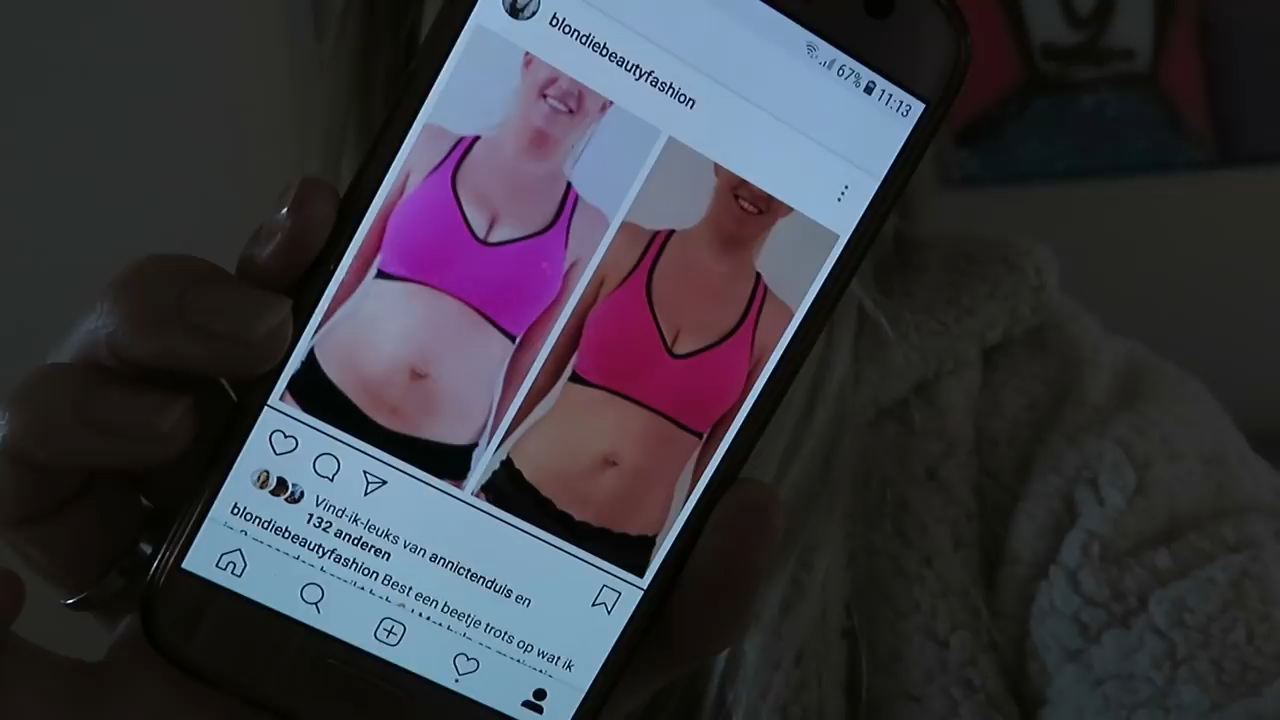 67% 11:13
blondiebeautyfashion
Vind-ik-leuks van annictenduis en
132 anderen
blondiebeautyfashion Best een beetje trots op wat ik